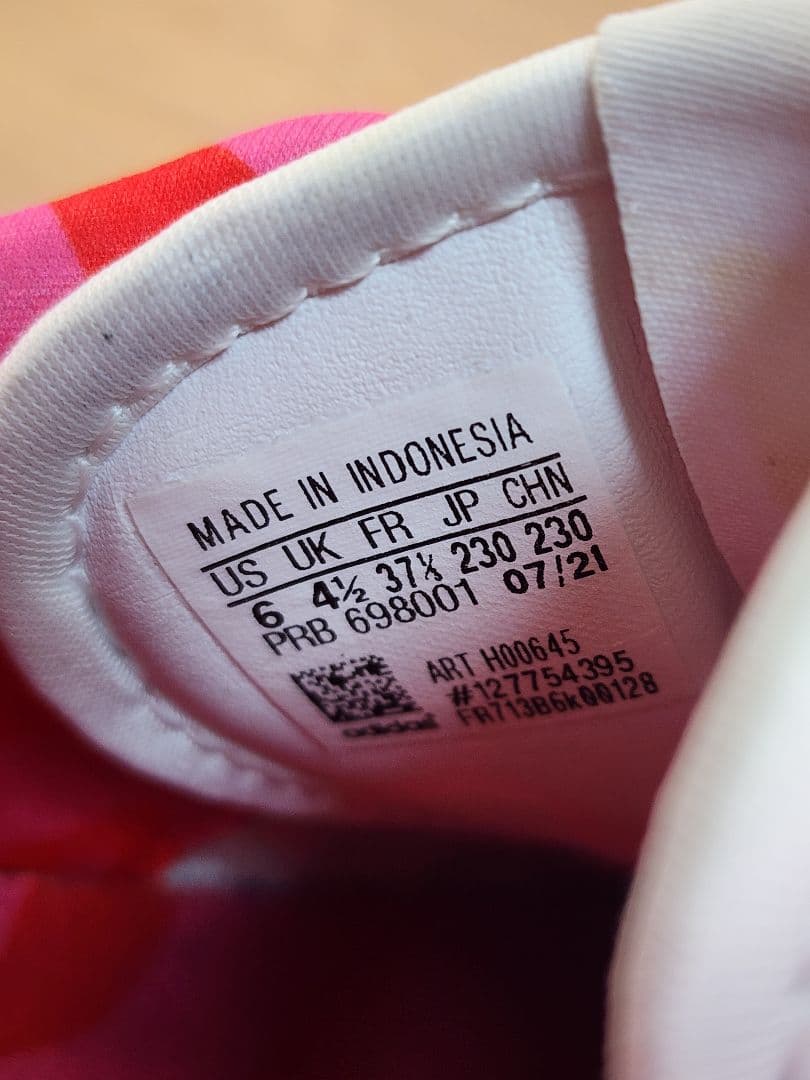 MADE IN INDONESIA
US UK FR JP CHN
6 4½ 37⅓ 230 230
PRB 698001 07/21
ART H00645
#127754395
FR713B6k00128
adidas